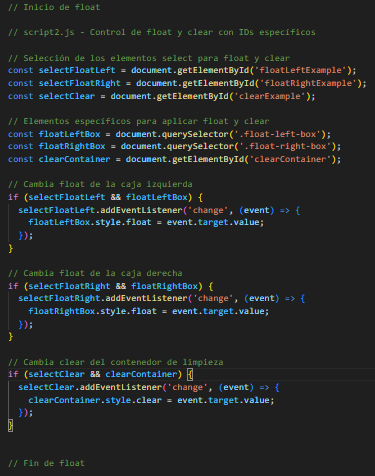 // Inicio de float
// script2.js - Control de float y clear con IDs específicos
// Selección de los elementos select para float y clear
const selectFloatLeft = document.getElementById('floatLeftExample');
const selectFloatRight = document.getElementById('floatRightExample');
const selectClear = document.getElementById('clearExample');
// Elementos específicos para aplicar float y clear
const floatLeftBox = document.querySelector('.float-left-box');
const floatRightBox = document.querySelector('.float-right-box');
const clearContainer = document.getElementById('clearContainer');
// Cambia float de la caja izquierda
if (selectFloatLeft && floatLeftBox) {
  selectFloatLeft.addEventListener('change', (event) => {
    floatLeftBox.style.float = event.target.value;
  });
}
// Cambia float de la caja derecha
if (selectFloatRight && floatRightBox) {
  selectFloatRight.addEventListener('change', (event) => {
    floatRightBox.style.float = event.target.value;
  });
}
// Cambia clear del contenedor de limpieza
if (selectClear && clearContainer) {
  selectClear.addEventListener('change', (event) => {
    clearContainer.style.clear = event.target.value;
  });
}
// Fin de float